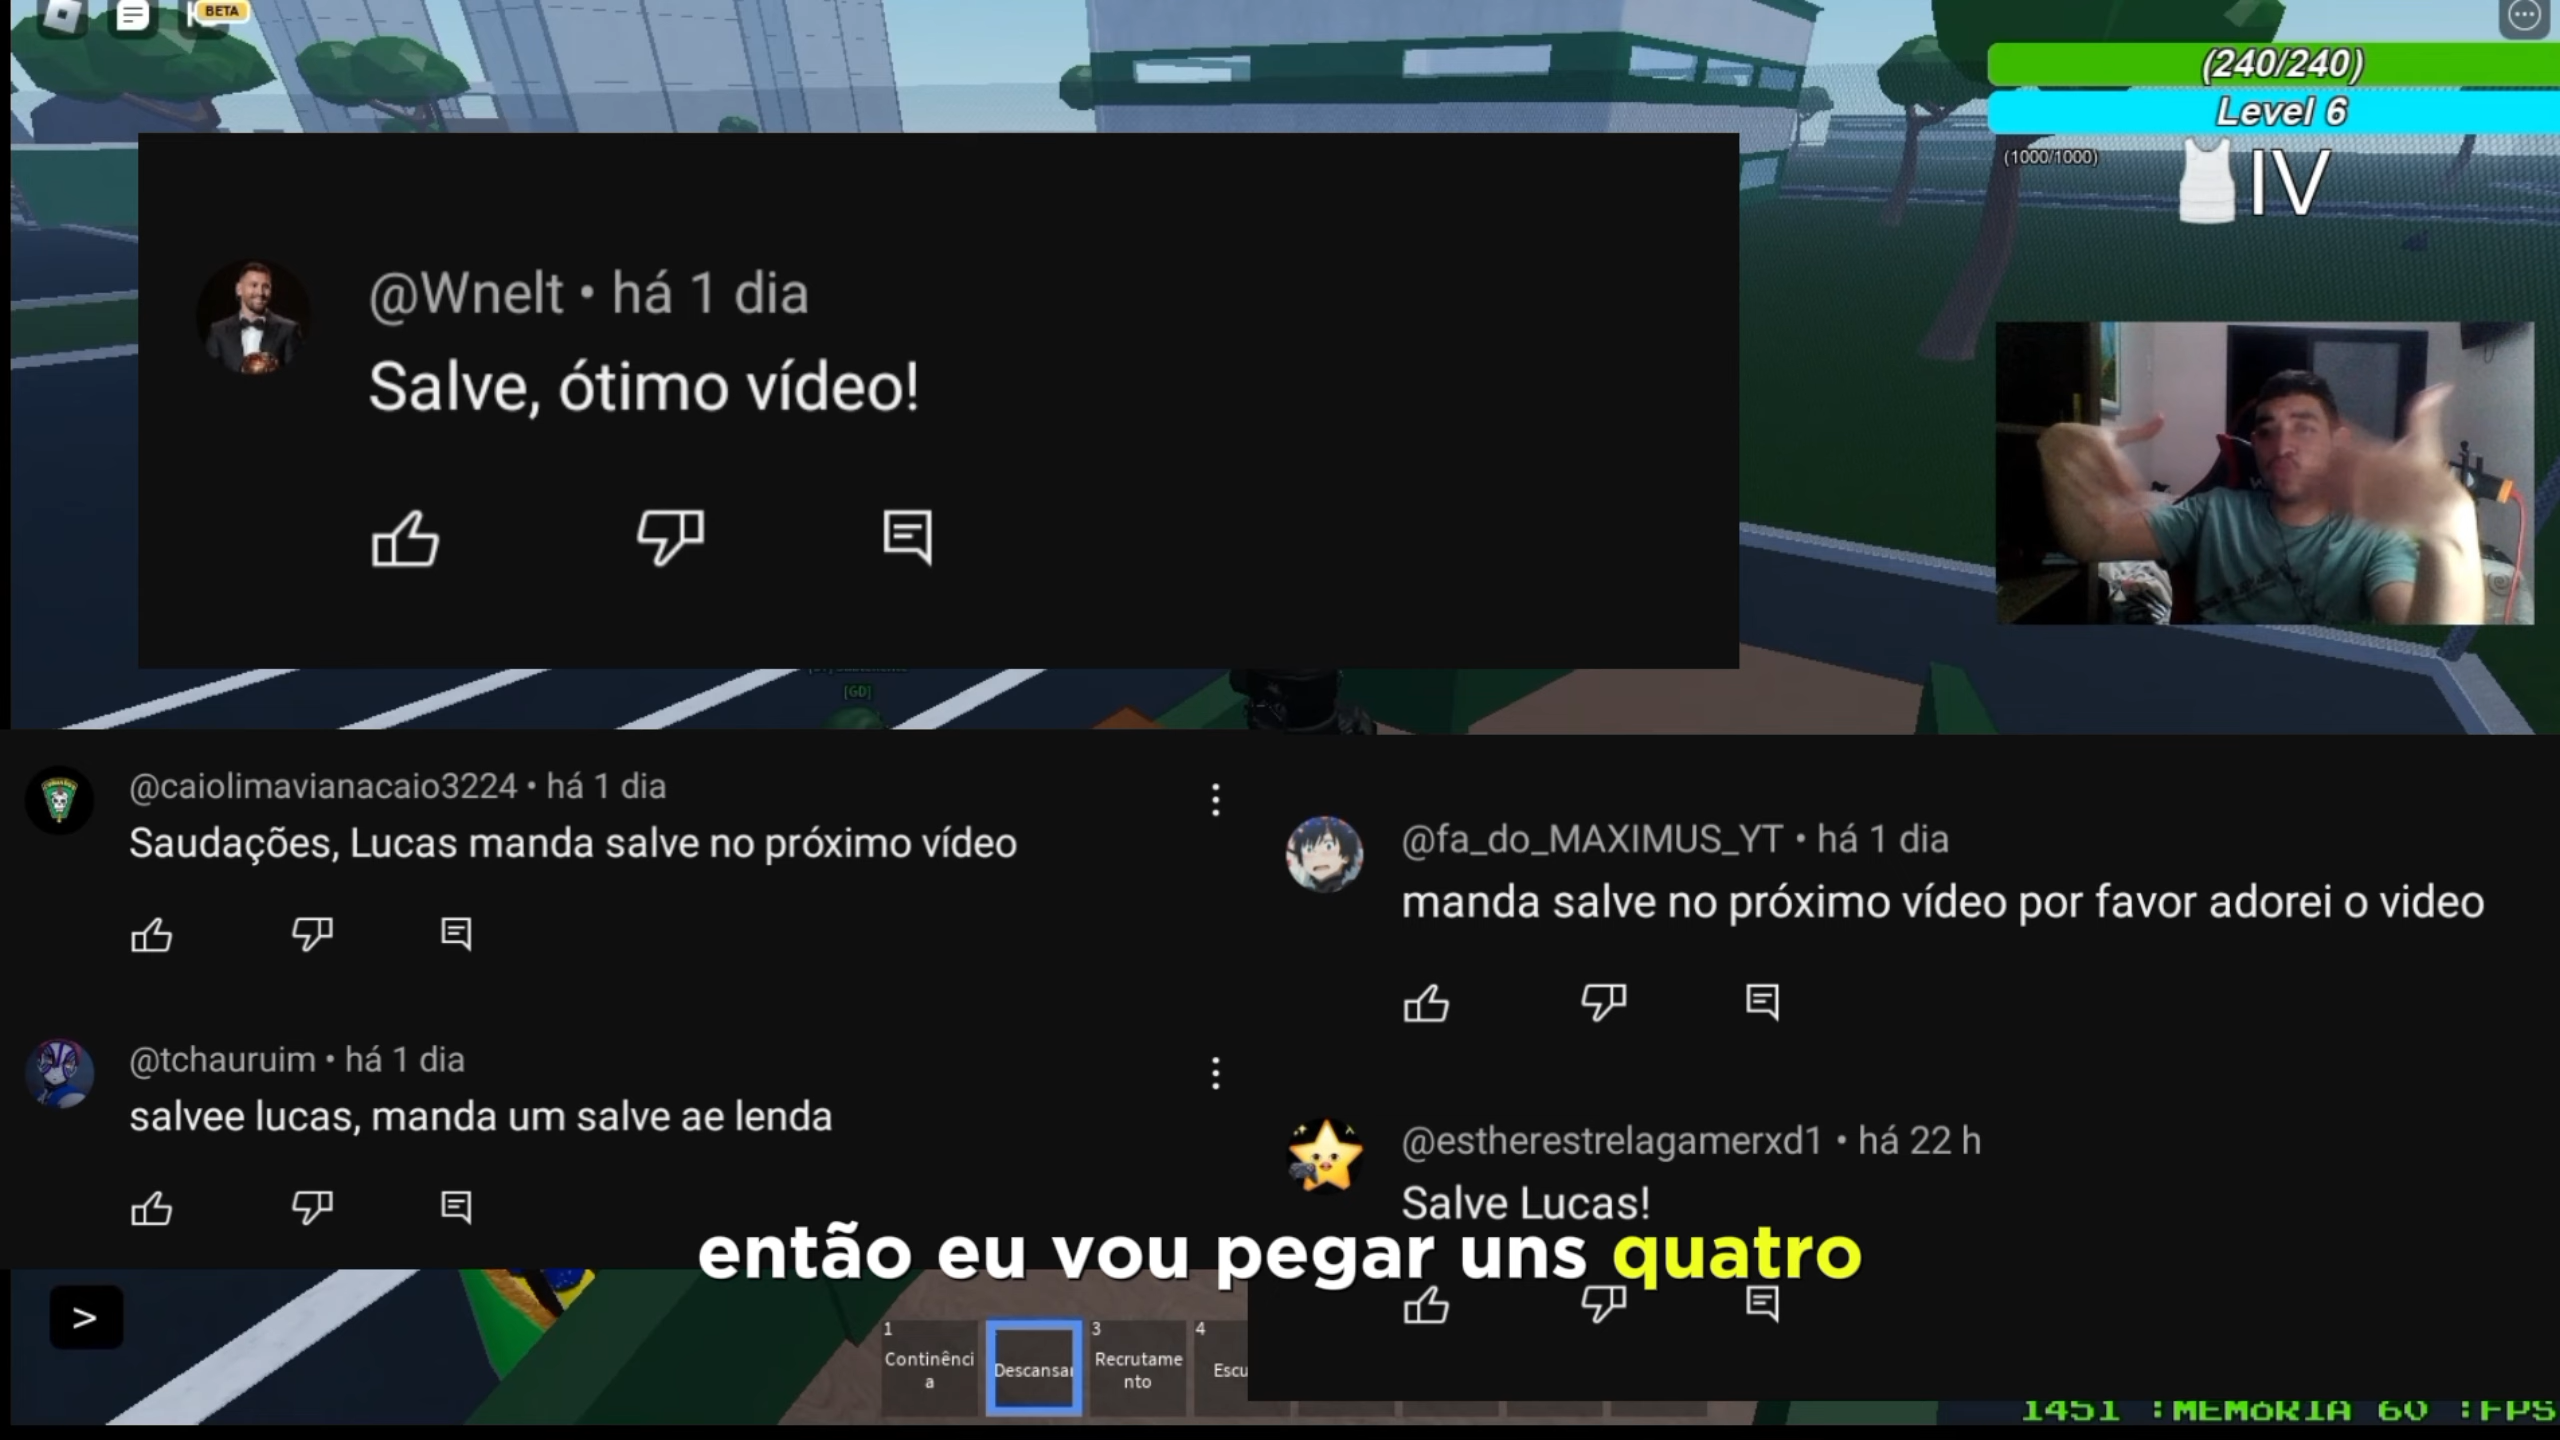 BETA
(240/240)
Level 6
(1000/1000)
IV
@Wnelt • há 1 dia
Salve, ótimo vídeo!
[GD]
@caiolimavianacaio3224 • há 1 dia
Saudações, Lucas manda salve no próximo vídeo
@tchauruim • há 1 dia
salvee lucas, manda um salve ae lenda
@fa_do_MAXIMUS_YT • há 1 dia
manda salve no próximo vídeo por favor adorei o video
@estherestrelagamerxd1 • há 22 h
Salve Lucas!
então eu vou pegar uns quatro
>
1
Continênci
a
Descansar
3
Recrutame
nto
4
Escu
1451 :MEMóRIA 60 :FPS